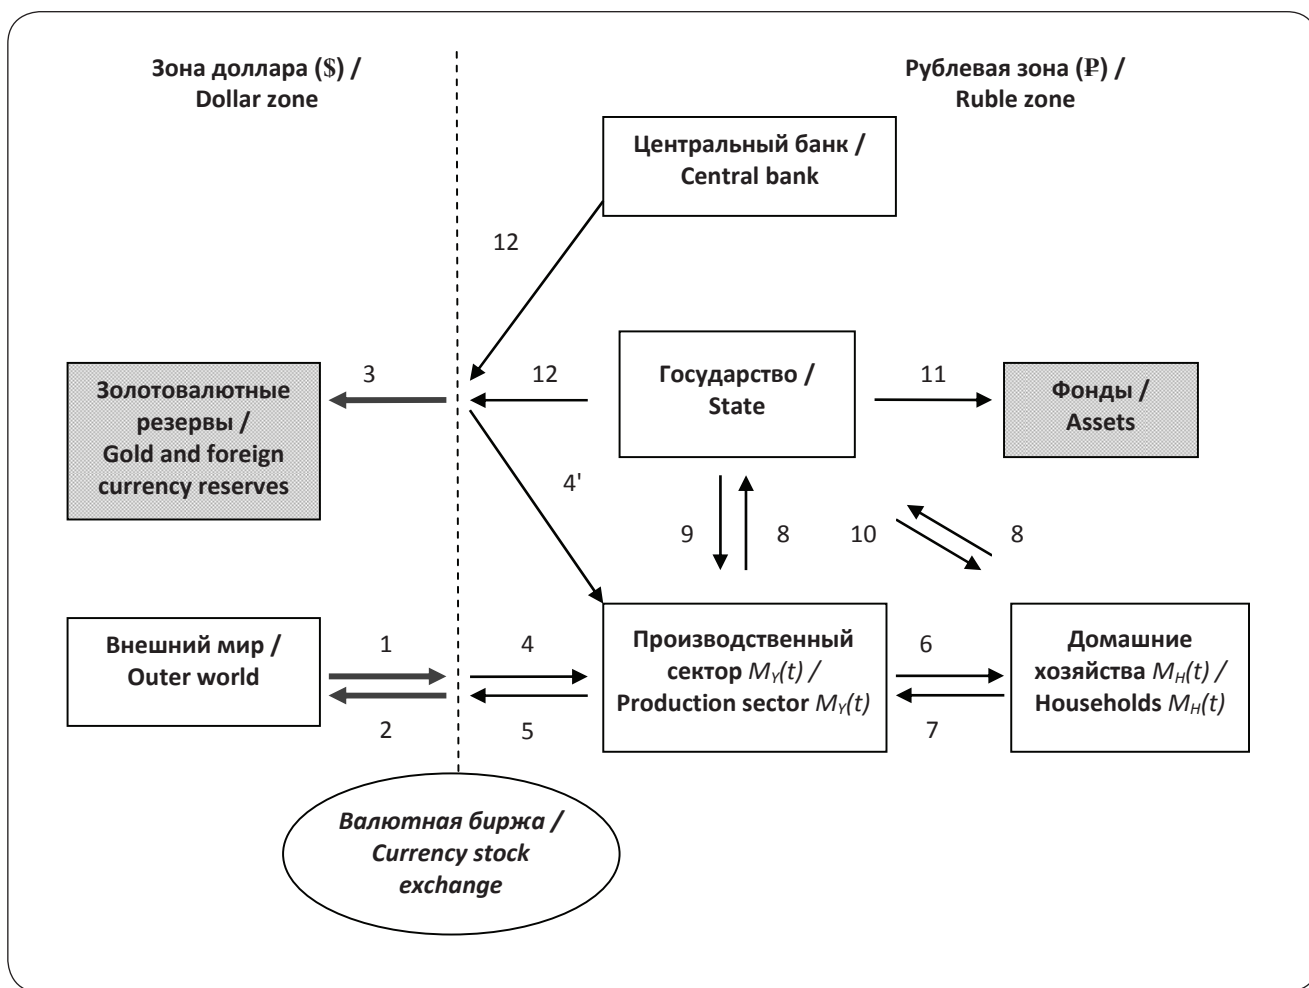 Зона доллара ($) /
Dollar zone
Рублевая зона (₽) /
Ruble zone
Центральный банк /
Central bank
12
Золотовалютные
резервы /
Gold and foreign
currency reserves
3
12
Государство /
State
11
Фонды /
Assets
4'
9
8
10
8
Внешний мир /
Outer world
1
2
4
5
Производственный
сектор MY(t) /
Production sector MY(t)
6
7
Домашние
хозяйства MH(t) /
Households MH(t)
Валютная биржа /
Currency stock
exchange